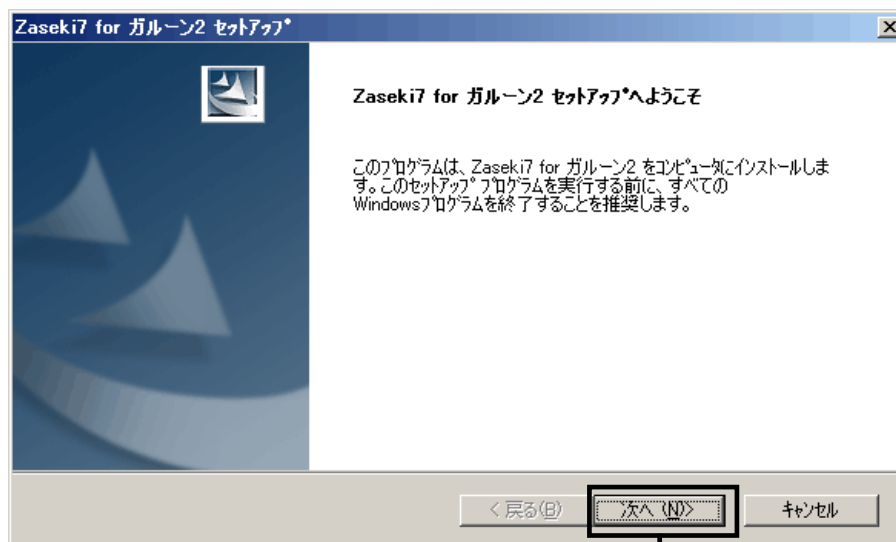 Zaseki7 for ガルーン2 ｾｯﾄｱｯﾌﾟ
Zaseki7 for ガルーン2 ｾｯﾄｱｯﾌﾟへようこそ
このﾌﾟﾛｸﾞﾗﾑは、Zaseki7 for ガルーン2 をｺﾝﾋﾟｭｰﾀにインストールしま
す。このｾｯﾄｱｯﾌﾟ ﾌﾟﾛｸﾞﾗﾑを実行する前に、すべての
Windowsﾌﾟﾛｸﾞﾗﾑを終了することを推奨します。
< 戻る(B) 次へ (N)> ｷｬﾝｾﾙ